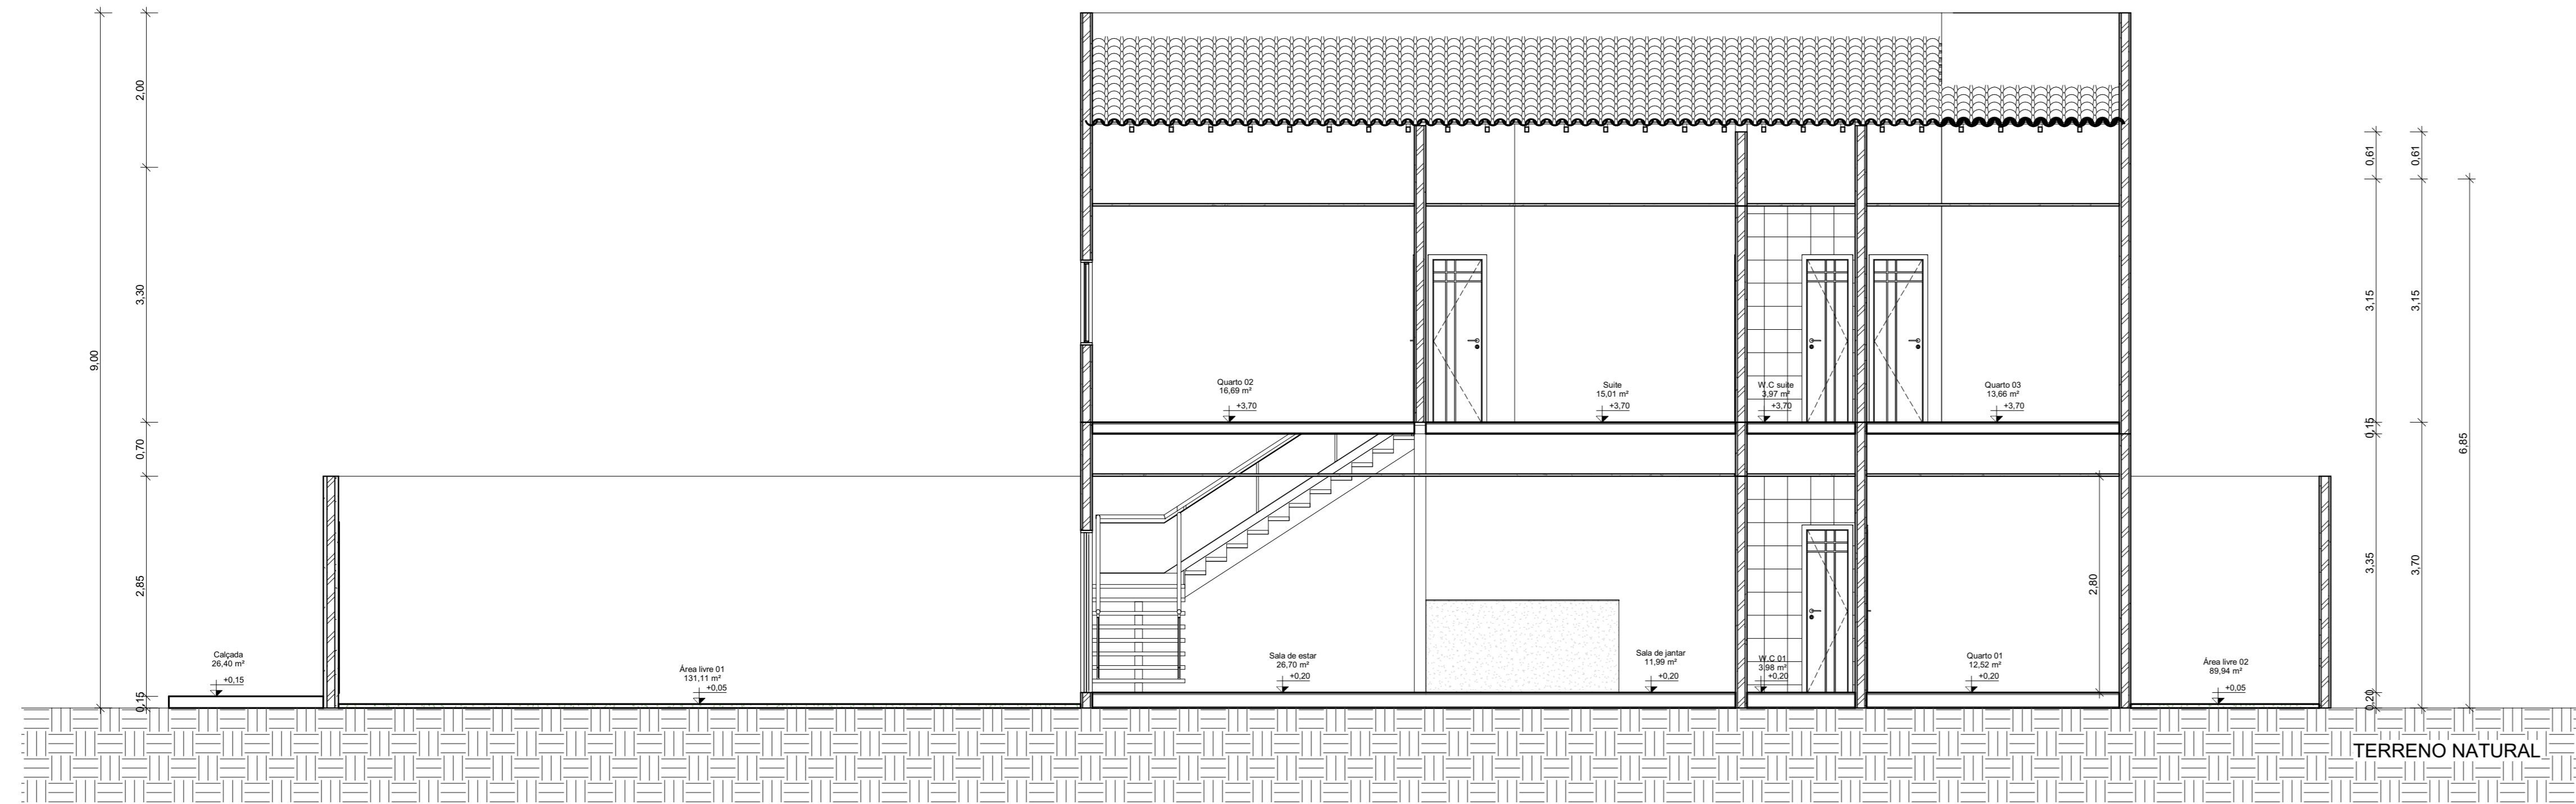 9,00
2,00
3,30
0,70
2,85
0,15
Calçada
26,40 m²
+0,15
Área livre 01
131,11 m²
+0,05
Quarto 02
16,69 m²
+3,70
Suite
15,01 m²
+3,70
W.C suite
3,97 m²
+3,70
Quarto 03
13,66 m²
+3,70
Sala de estar
26,70 m²
+0,20
Sala de jantar
11,99 m²
+0,20
W.C 01
3,98 m²
+0,20
Quarto 01
12,52 m²
+0,20
2,80
Área livre 02
89,94 m²
+0,05
0,61
3,15
0,15
3,35
0,20
0,61
3,15
3,70
6,85
TERRENO NATURAL